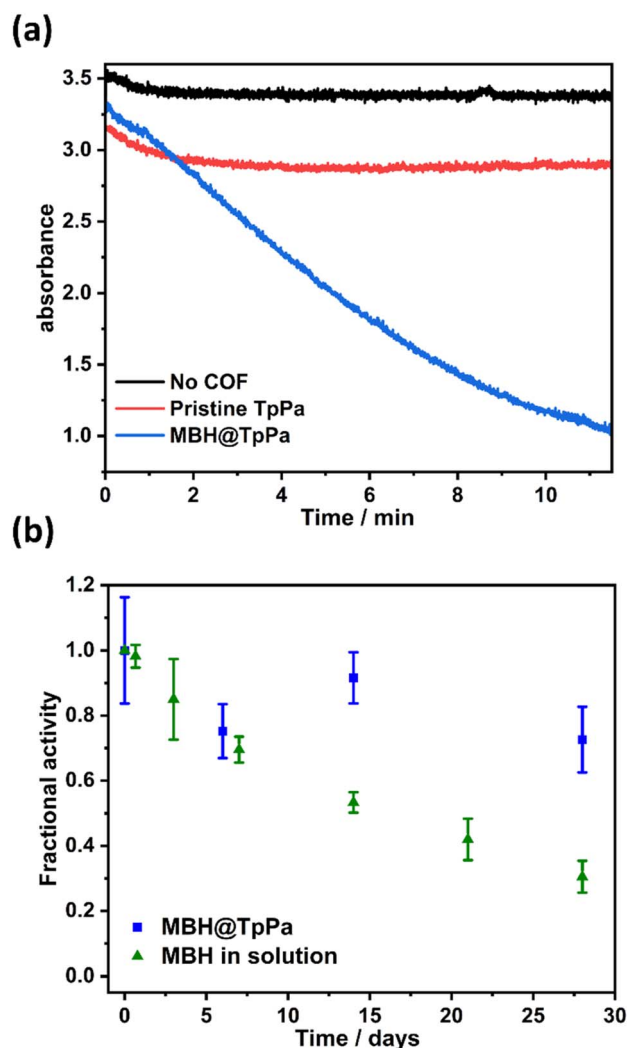 (a)
absorbance
3.5
3.0
2.5
2.0
1.5
1.0
No COF
Pristine TpPa
MBH@TpPa
0 2 4 6 8 10
Time / min
(b)
Fractional activity
1.2
1.0
0.8
0.6
0.4
0.2
0.0
MBH@TpPa
MBH in solution
0 5 10 15 20 25 30
Time / days